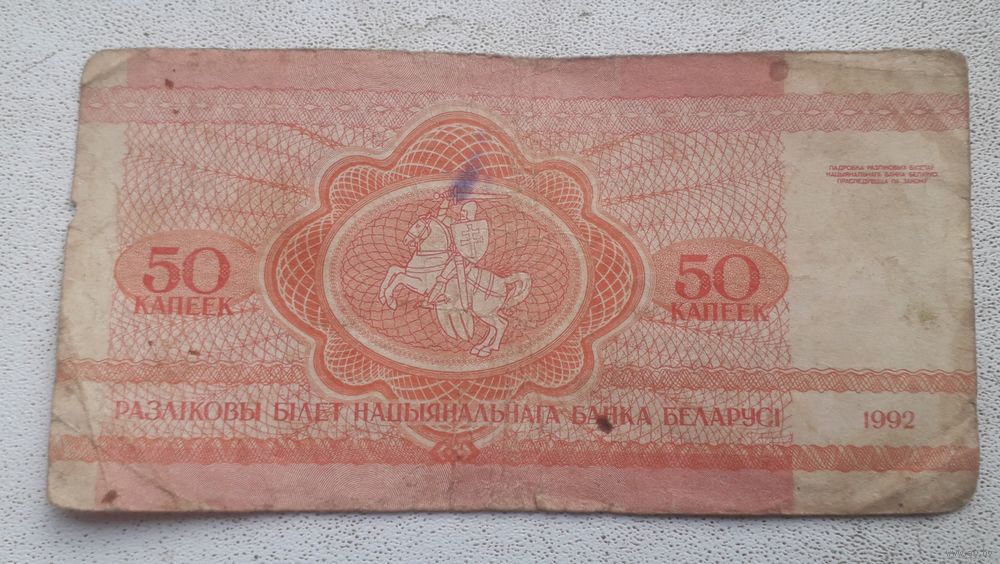 ПАДРОБКА РАЗЛІКОВЫХ БІЛЕТАЎ
НАЦЫЯНАЛЬНАГА БАНКА БЕЛАРУСІ
ПРАСЛЕДУЕЦЦА ПА ЗАКОНУ
50
КАПЕЕК
50
КАПЕЕК
РАЗЛІКОВЫ БІЛЕТ НАЦЫЯНАЛЬНАГА БАНКА БЕЛАРУСІ
1992